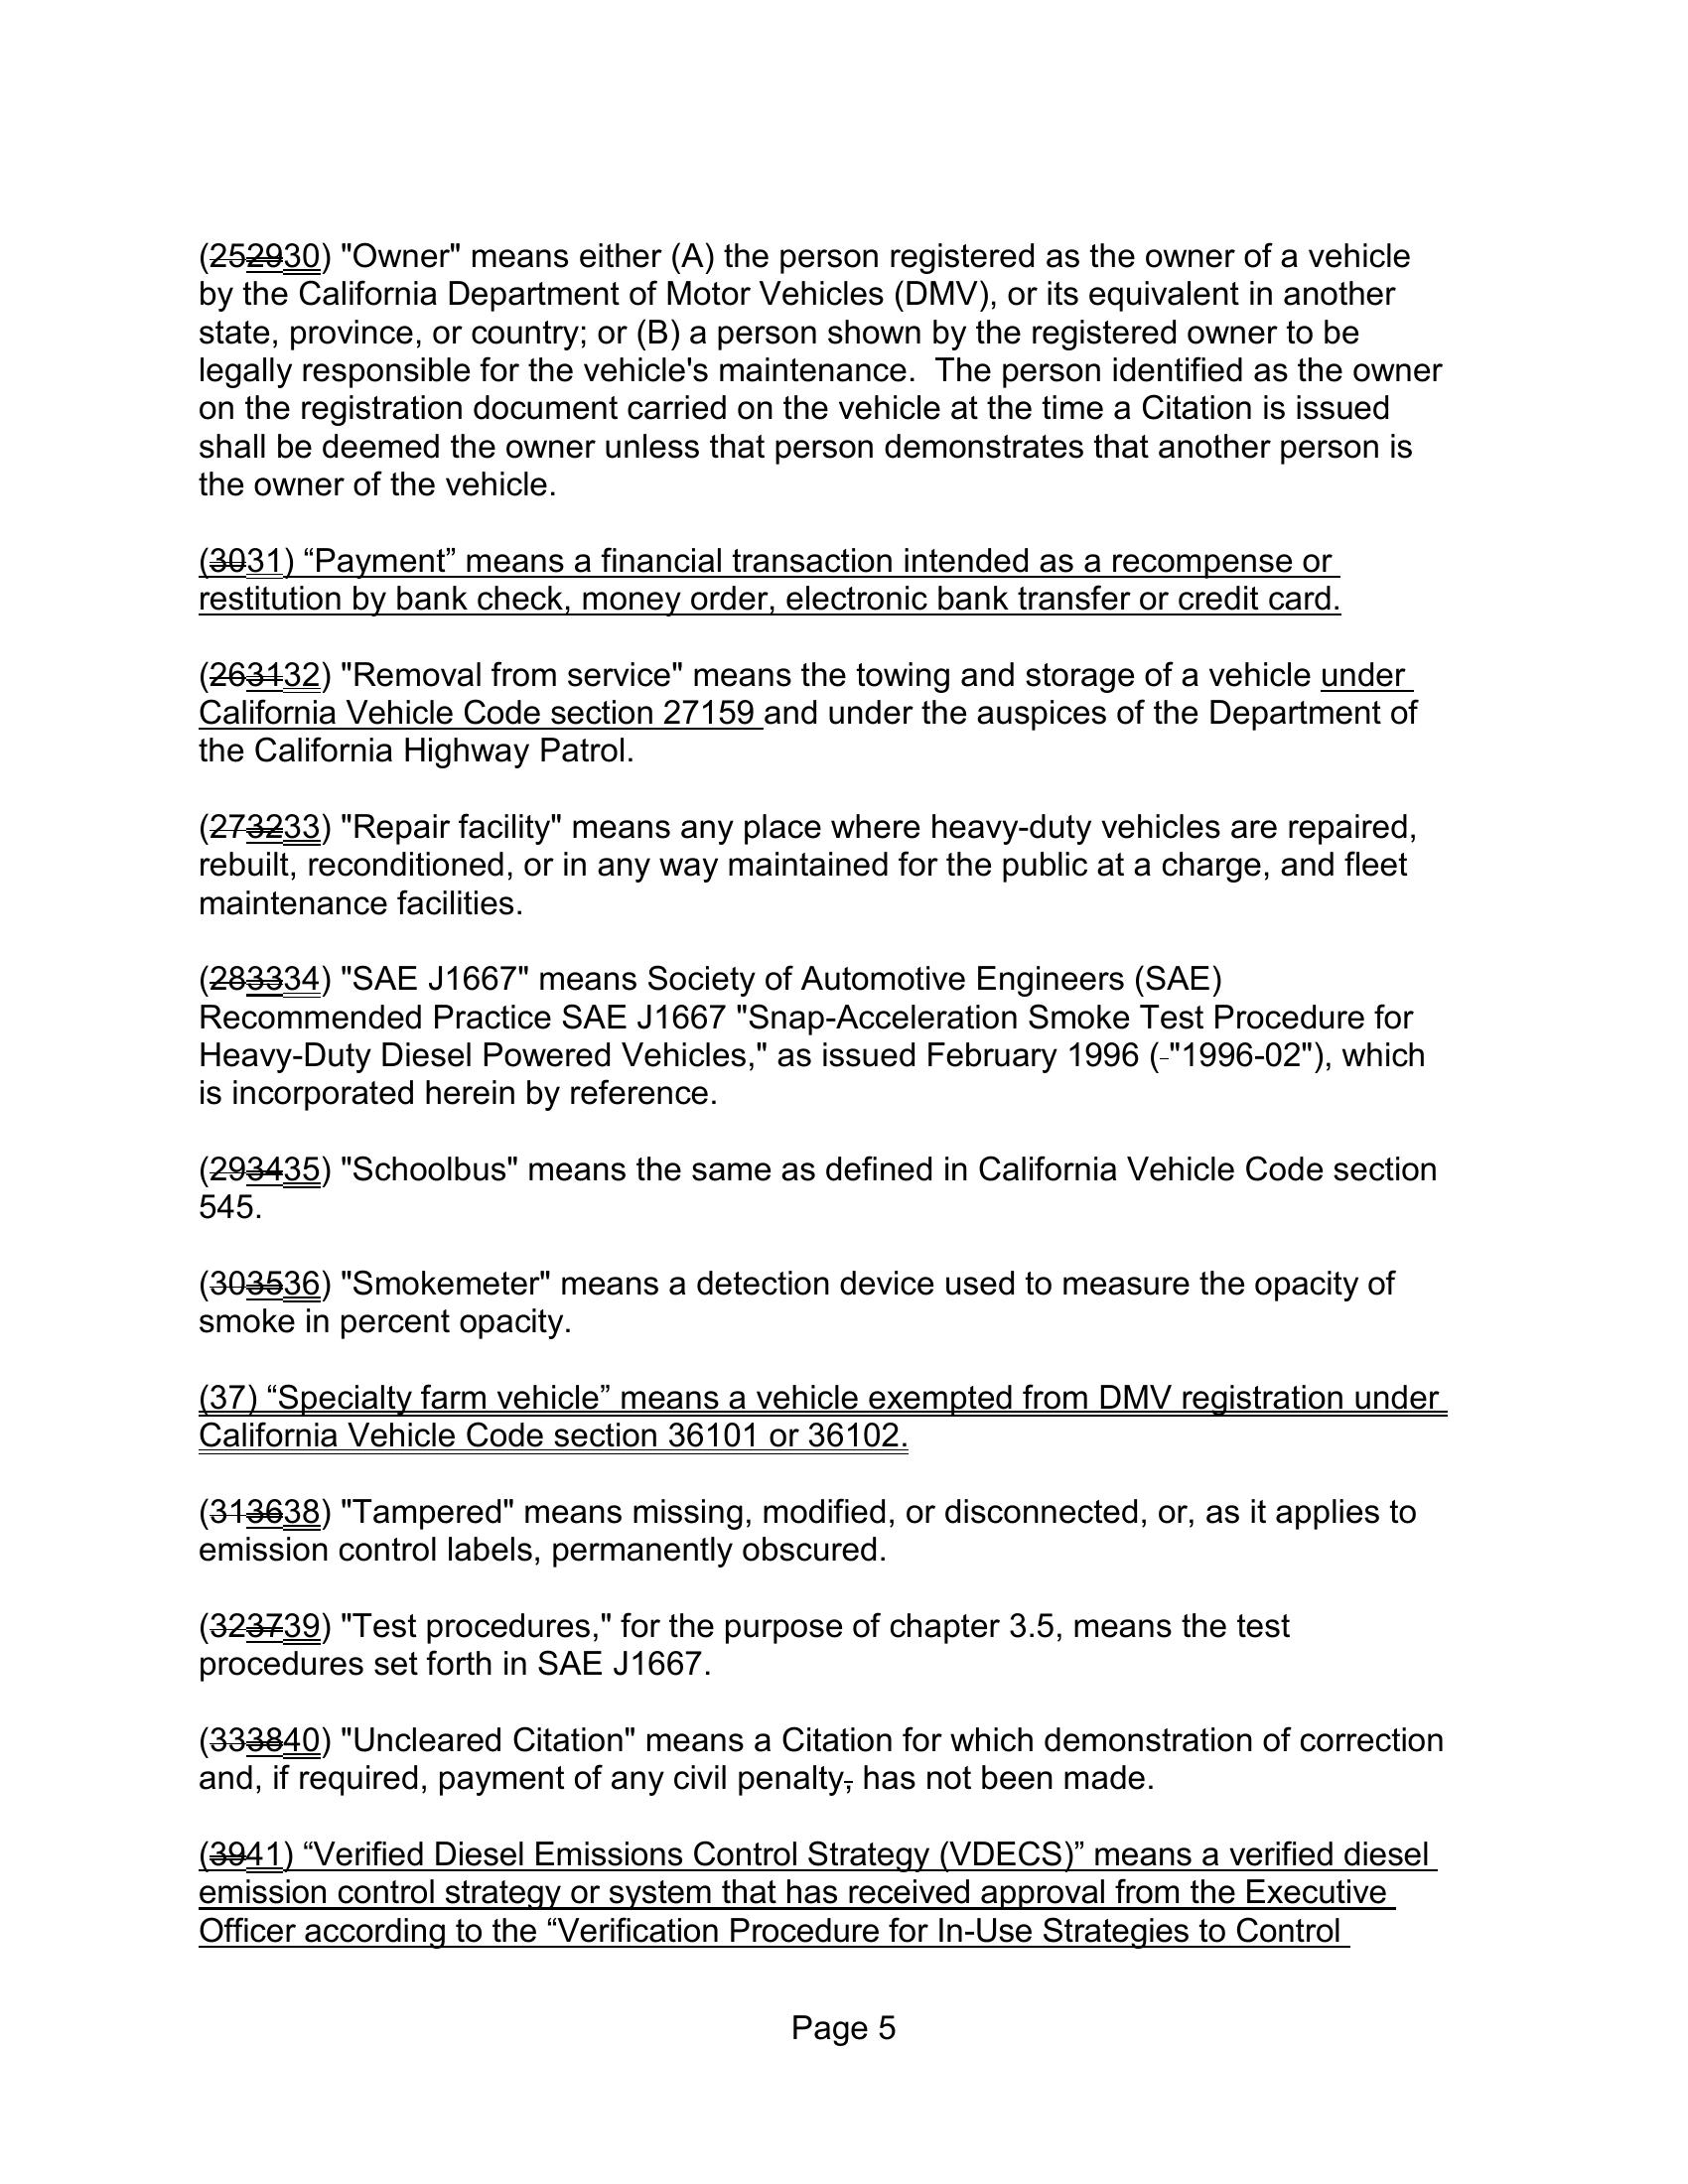 (252930) "Owner" means either (A) the person registered as the owner of a vehicle
by the California Department of Motor Vehicles (DMV), or its equivalent in another
state, province, or country; or (B) a person shown by the registered owner to be
legally responsible for the vehicle's maintenance.  The person identified as the owner
on the registration document carried on the vehicle at the time a Citation is issued
shall be deemed the owner unless that person demonstrates that another person is
the owner of the vehicle.
(3031) “Payment” means a financial transaction intended as a recompense or
restitution by bank check, money order, electronic bank transfer or credit card.
(263132) "Removal from service" means the towing and storage of a vehicle under
California Vehicle Code section 27159 and under the auspices of the Department of
the California Highway Patrol.
(273233) "Repair facility" means any place where heavy-duty vehicles are repaired,
rebuilt, reconditioned, or in any way maintained for the public at a charge, and fleet
maintenance facilities.
(283334) "SAE J1667" means Society of Automotive Engineers (SAE)
Recommended Practice SAE J1667 "Snap-Acceleration Smoke Test Procedure for
Heavy-Duty Diesel Powered Vehicles," as issued February 1996 ( "1996-02"), which
is incorporated herein by reference.
(293435) "Schoolbus" means the same as defined in California Vehicle Code section
545.
(303536) "Smokemeter" means a detection device used to measure the opacity of
smoke in percent opacity.
(37) “Specialty farm vehicle” means a vehicle exempted from DMV registration under
California Vehicle Code section 36101 or 36102.
(313638) "Tampered" means missing, modified, or disconnected, or, as it applies to
emission control labels, permanently obscured.
(323739) "Test procedures," for the purpose of chapter 3.5, means the test
procedures set forth in SAE J1667.
(333840) "Uncleared Citation" means a Citation for which demonstration of correction
and, if required, payment of any civil penalty, has not been made.
(3941) “Verified Diesel Emissions Control Strategy (VDECS)” means a verified diesel
emission control strategy or system that has received approval from the Executive
Officer according to the “Verification Procedure for In-Use Strategies to Control
Page 5